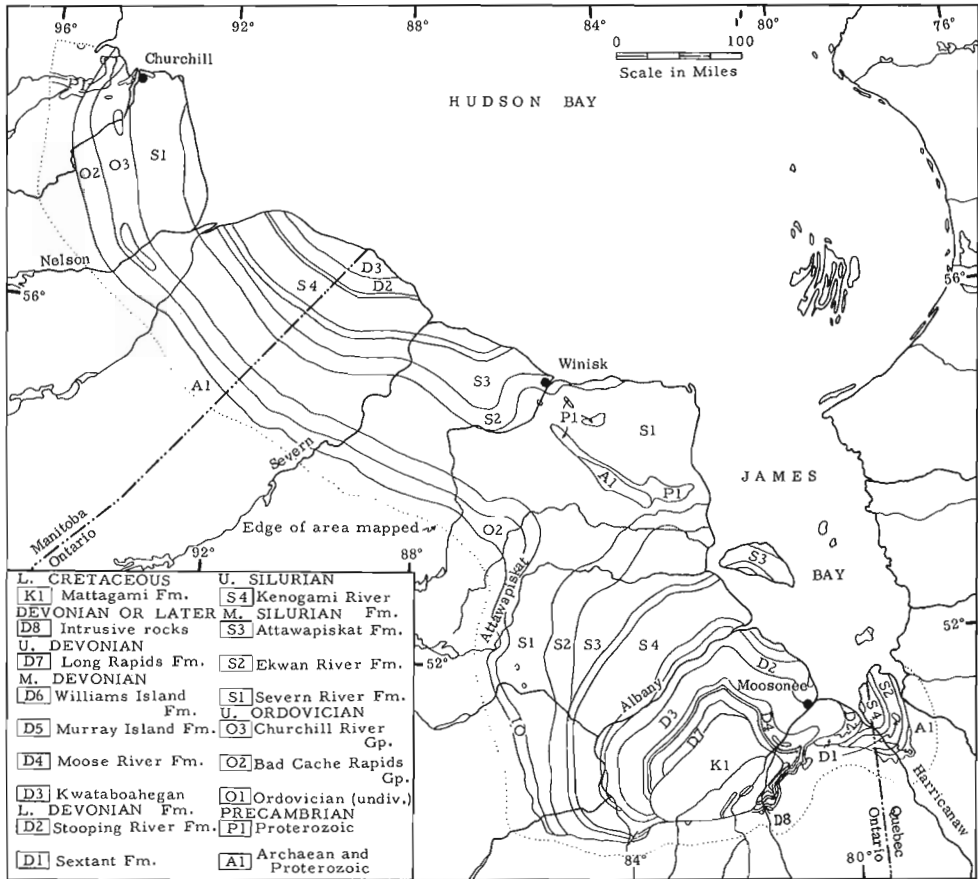 96° 92° 88° 84° 80° 76°
Churchill
0 100
Scale in Miles
HUDSON BAY
O2 O3 S1
Nelson
56° 56°
D3
D2
S4
Winisk
S3
S2
P1
S1
A1
A1
P1
Severn
JAMES
Manitoba
Ontario
Edge of area mapped
O2
92° 88°
S3
BAY
Attawapiskat
52° 52°
S1 S2 S3 S4
D2
Albany
Moosonee
S2
S4
D3
D4
D7
O1
K1
D1
A1
D8
Harricanaw
Quebec
Ontario
84° 80°
L. CRETACEOUS
K1 Mattagami Fm.
DEVONIAN OR LATER
D8 Intrusive rocks
U. DEVONIAN
D7 Long Rapids Fm.
M. DEVONIAN
D6 Williams Island
Fm.
D5 Murray Island Fm.
D4 Moose River Fm.
D3 Kwataboahegan
L. DEVONIAN Fm.
D2 Stooping River Fm.
D1 Sextant Fm.
U. SILURIAN
S4 Kenogami River
M. SILURIAN Fm.
S3 Attawapiskat Fm.
S2 Ekwan River Fm.
S1 Severn River Fm.
U. ORDOVICIAN
O3 Churchill River
Gp.
O2 Bad Cache Rapids
Gp.
O1 Ordovician (undiv.)
PRECAMBRIAN
P1 Proterozoic
A1 Archaean and
Proterozoic